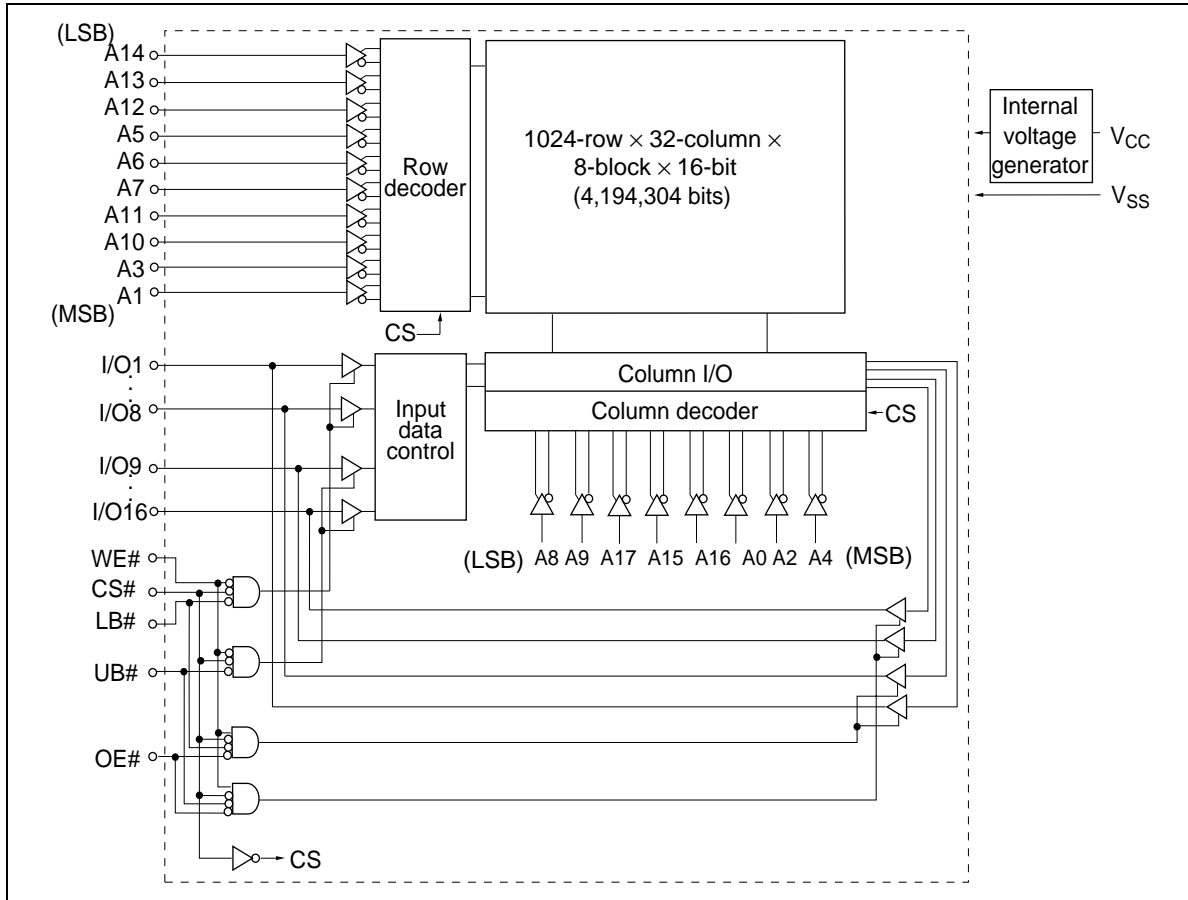 (LSB)
A14
A13
A12
A5
A6
A7
A11
A10
A3
A1
(MSB)
Row
decoder
CS
1024-row × 32-column ×
8-block × 16-bit
(4,194,304 bits)
Internal
voltage
generator
VCC
VSS
I/O1
I/O8
I/O9
I/O16
Input
data
control
Column I/O
Column decoder
CS
(LSB) A8 A9 A17 A15 A16 A0 A2 A4 (MSB)
WE#
CS#
LB#
UB#
OE#
CS